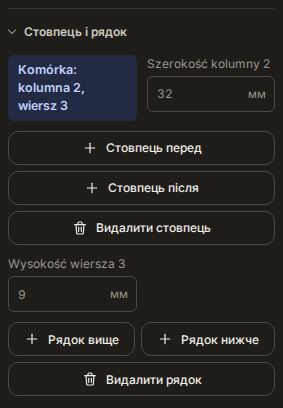 Стовпець і рядок
Комórka:
kolumna 2,
wiersz 3
Szerokość kolumny 2
32 мм
Стовпець перед
Стовпець після
Видалити стовпець
Wysokość wiersza 3
9 мм
Рядок вище
Рядок нижче
Видалити рядок